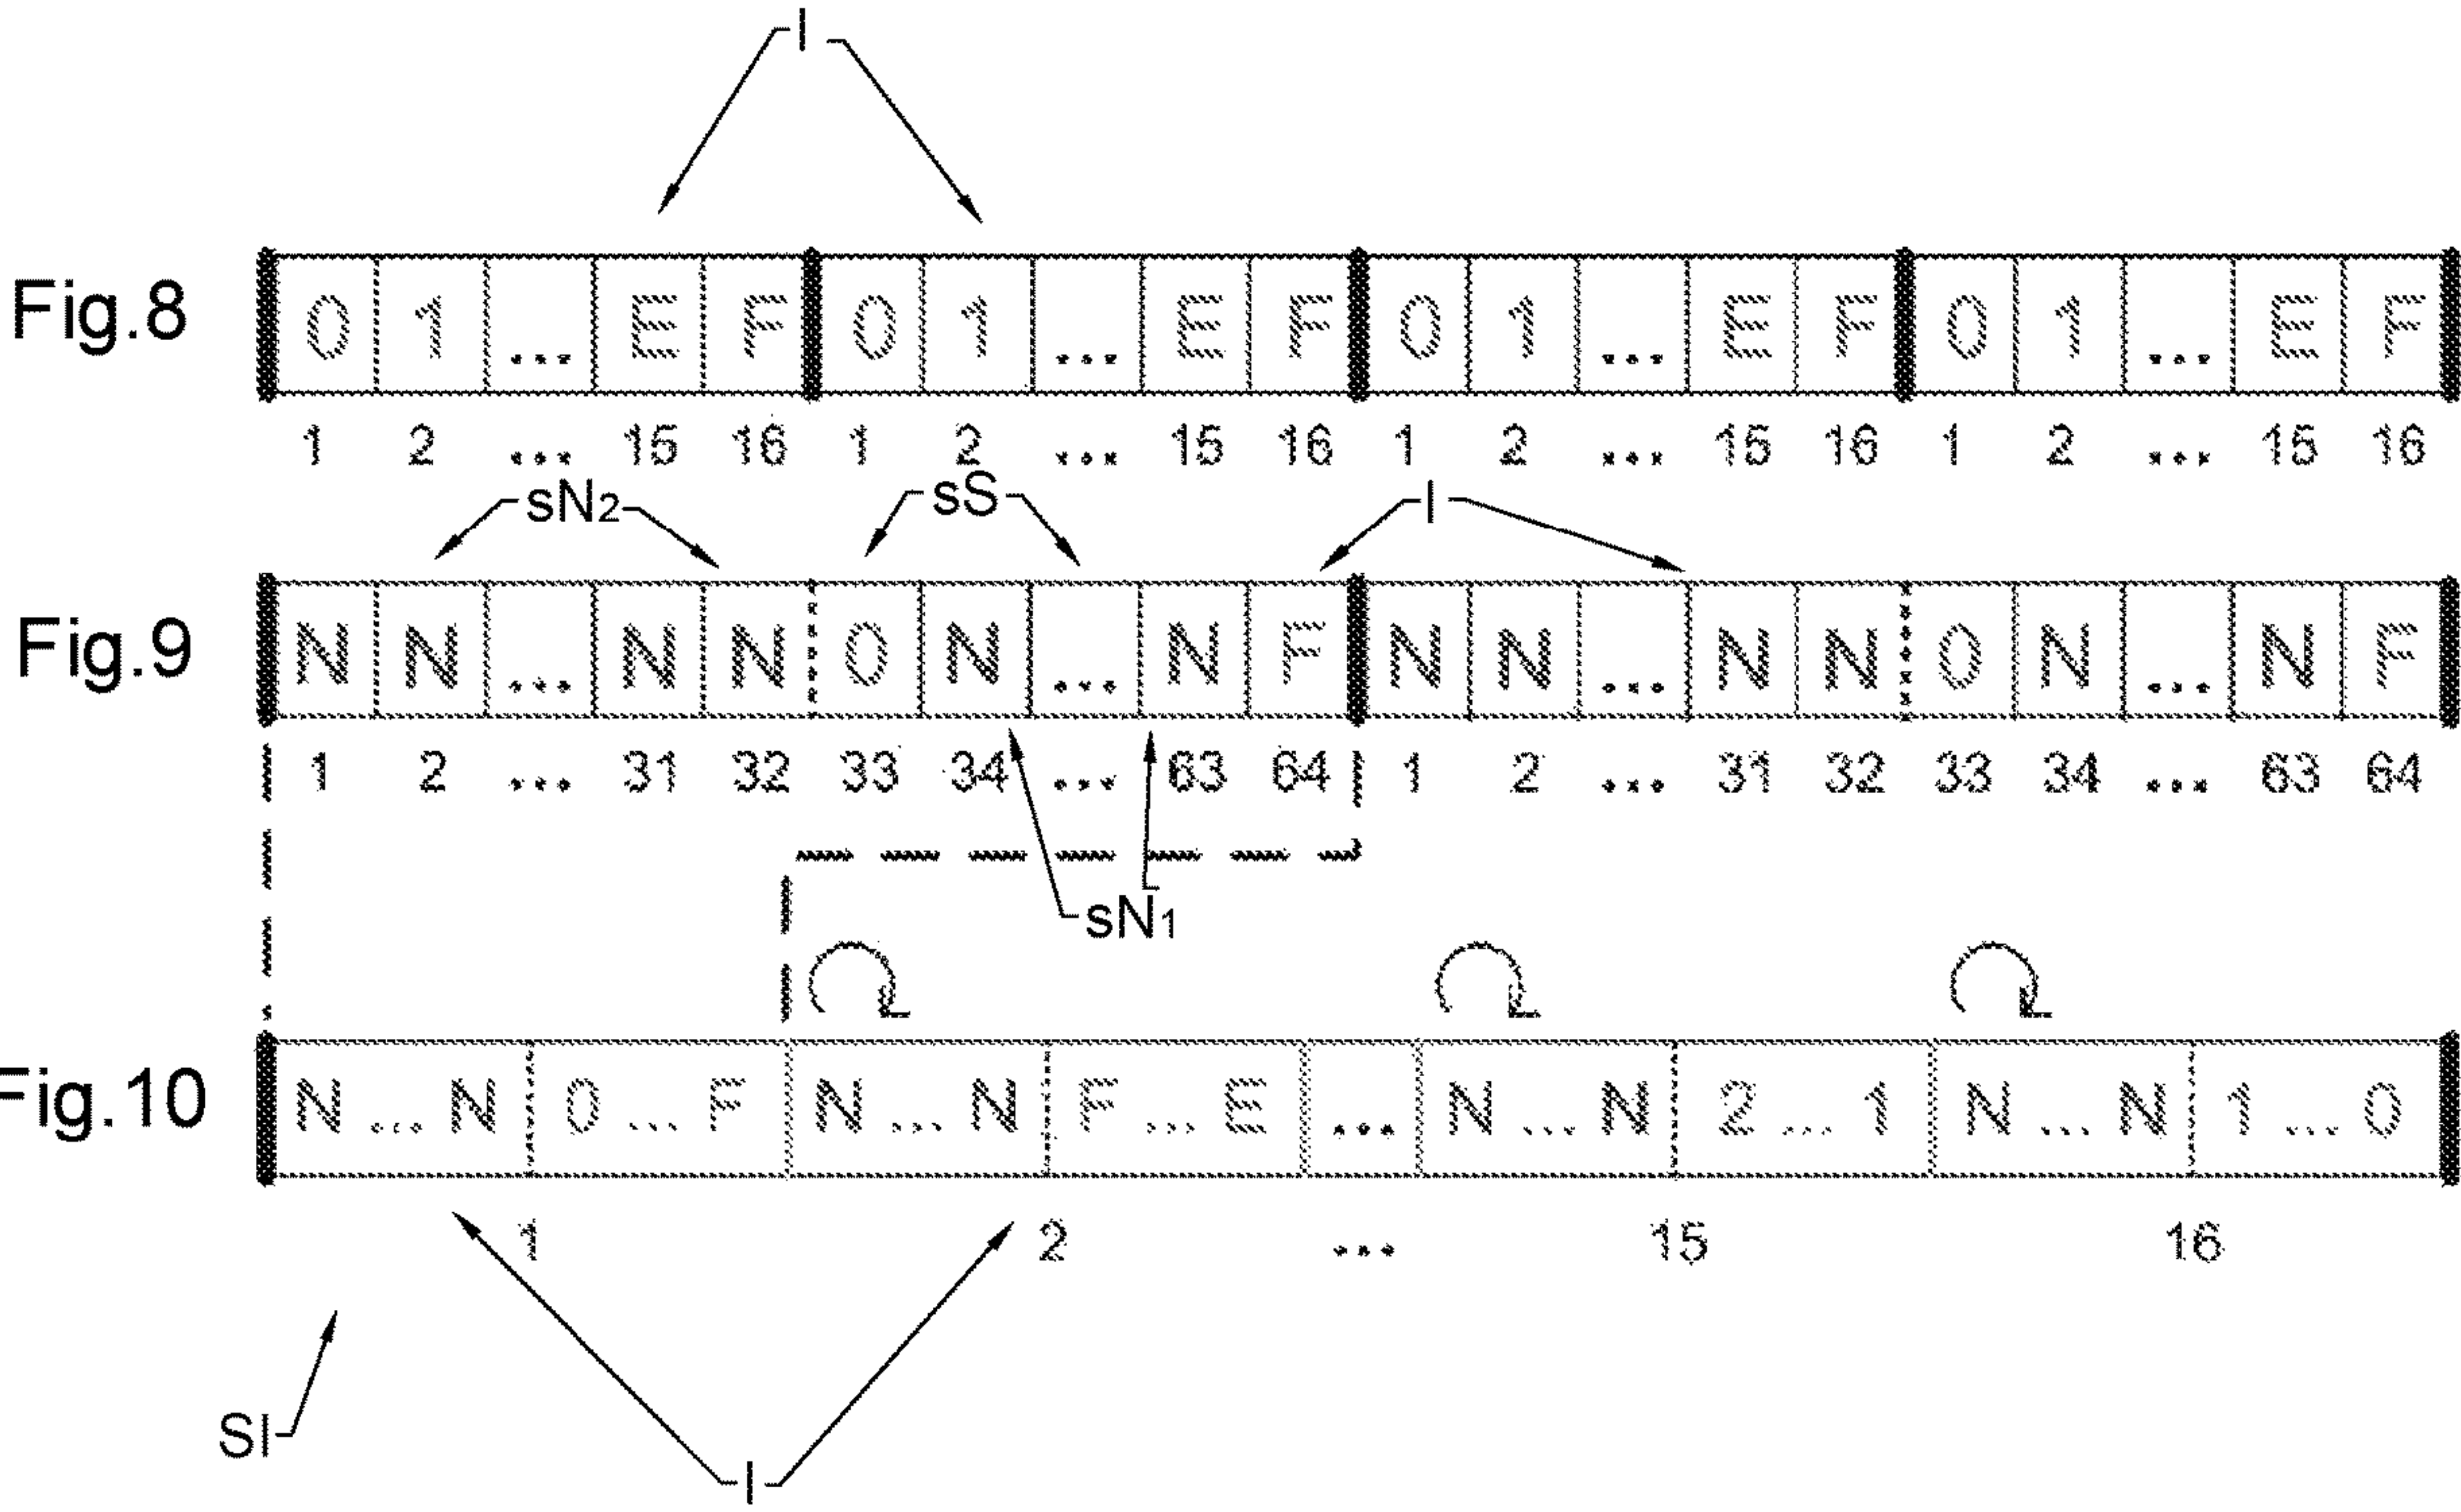 I
Fig.8 0 1 ... E F 0 1 ... E F 0 1 ... E F 0 1 ... E F
1 2 ... 15 16 1 2 ... 15 16 1 2 ... 15 16 1 2 ... 15 16
sN2 sS I
Fig.9 N N ... N N 0 N ... N F N N ... N N 0 N ... N F
1 2 ... 31 32 33 34 ... 63 64 1 2 ... 31 32 33 34 ... 63 64
sN1
Fig.10 N ... N 0 ... F N ... N F ... E ... N ... N 2 ... 1 N ... N 1 ... 0
1 2 ... 15 16
SI
I